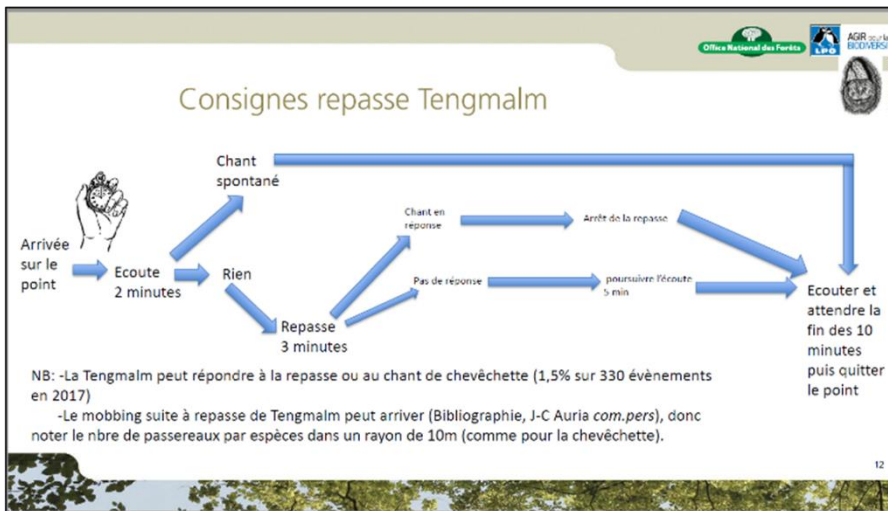 Office National des Forêts
LPO
AGIR pour la
BIODIVERSI
Consignes repasse Tengmalm
Chant
spontané
Arrivée
sur le
point
Ecoute
2 minutes
Rien
Repasse
3 minutes
Chant en
réponse
Arrêt de la repasse
Pas de réponse
poursuivre l'écoute
5 min
Ecouter et
attendre la
fin des 10
minutes
puis quitter
le point
NB: -La Tengmalm peut répondre à la repasse ou au chant de chevêchette (1,5% sur 330 évènements
en 2017)
-Le mobbing suite à repasse de Tengmalm peut arriver (Bibliographie, J-C Auria com.pers), donc
noter le nbre de passereaux par espèces dans un rayon de 10m (comme pour la chevêchette).
12